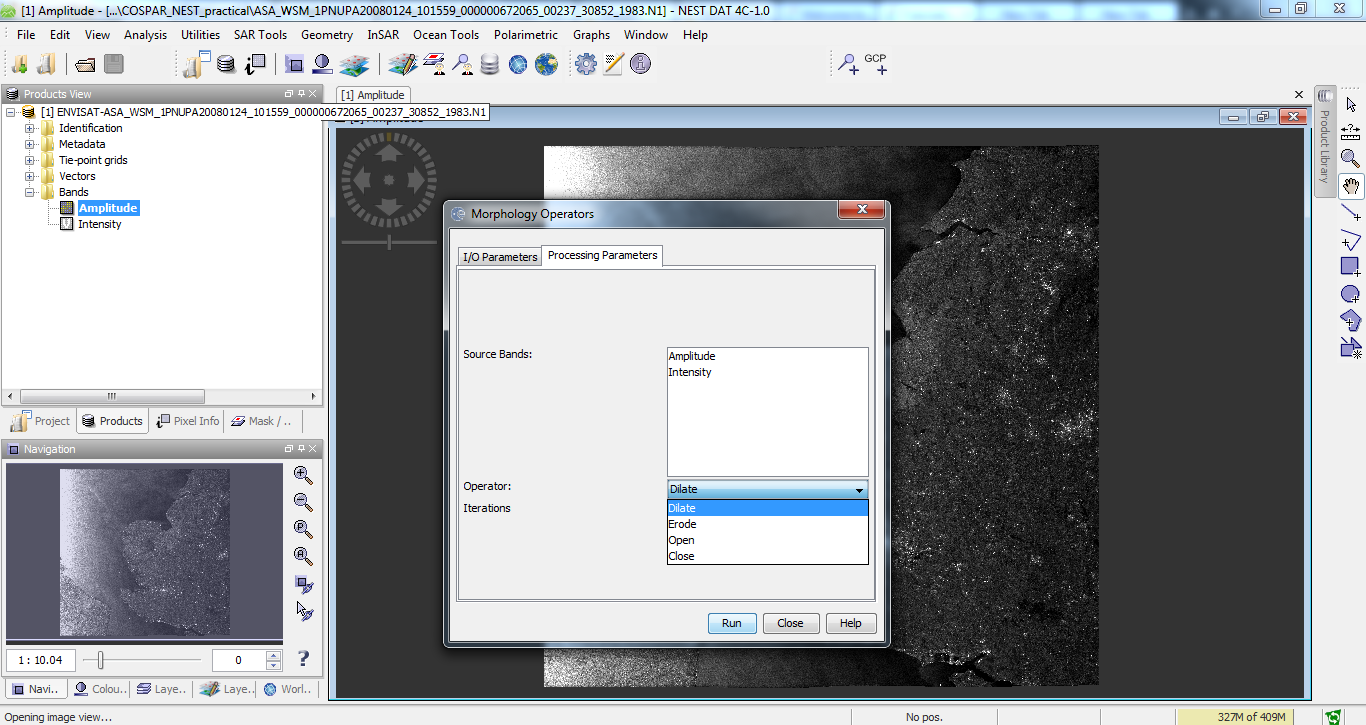 [1] Amplitude - [...\COSPAR_NEST_practical\ASA_WSM_1PNUPA20080124_101559_000000672065_00237_30852_1983.N1] - NEST DAT 4C-1.0
File Edit View Analysis Utilities SAR Tools Geometry InSAR Ocean Tools Polarimetric Graphs Window Help
GCP
Products View
[1] Amplitude
[1] ENVISAT-ASA_WSM_1PNUPA20080124_101559_000000672065_00237_30852_1983.N1
Identification
Metadata
Tie-point grids
Vectors
Bands
Amplitude
Intensity
Product Library
Morphology Operators
I/O Parameters Processing Parameters
Source Bands:
Amplitude
Intensity
Operator:
Dilate
Iterations
Dilate
Erode
Open
Close
Run Close Help
Project Products Pixel Info Mask / ..
Navigation
1 : 10.04
0
Navi.. Colou.. Laye.. Laye.. Worl..
Opening image view...
No pos.
327M of 409M